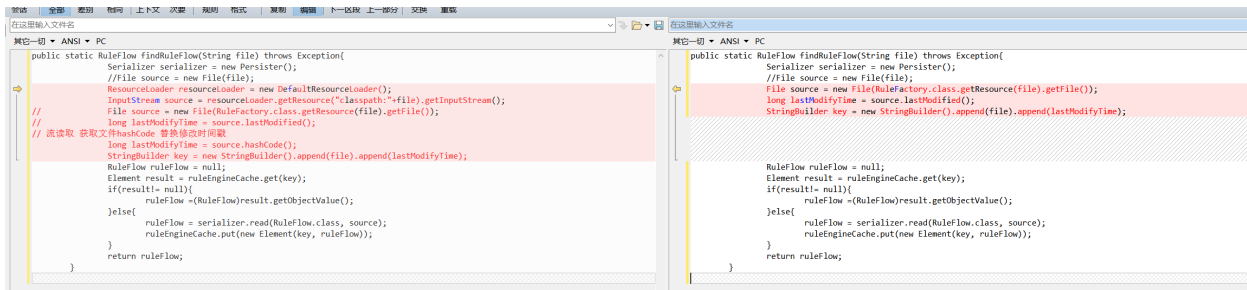 会话 全部 差别 相同 上下文 次要 规则 格式 复制 编辑 下一区段 上一部分 交换 重载
在这里输入文件名
其它一切 ▾ ANSI ▾ PC
public static RuleFlow findRuleFlow(String file) throws Exception{
Serializer serializer = new Persister();
//File source = new File(file);
ResourceLoader resourceLoader = new DefaultResourceLoader();
InputStream source = resourceLoader.getResource("classpath:"+file).getInputStream();
// File source = new File(RuleFactory.class.getResource(file).getFile());
// long lastModifyTime = source.lastModified();
// 流读取 获取文件hashCode 替换修改时间戳
long lastModifyTime = source.hashCode();
StringBuilder key = new StringBuilder().append(file).append(lastModifyTime);
RuleFlow ruleFlow = null;
Element result = ruleEngineCache.get(key);
if(result!= null){
ruleFlow =(RuleFlow)result.getObjectValue();
}else{
ruleFlow = serializer.read(RuleFlow.class, source);
ruleEngineCache.put(new Element(key, ruleFlow));
}
return ruleFlow;
}
在这里输入文件名
其它一切 ▾ ANSI ▾ PC
public static RuleFlow findRuleFlow(String file) throws Exception{
Serializer serializer = new Persister();
//File source = new File(file);
File source = new File(RuleFactory.class.getResource(file).getFile());
long lastModifyTime = source.lastModified();
StringBuilder key = new StringBuilder().append(file).append(lastModifyTime);
RuleFlow ruleFlow = null;
Element result = ruleEngineCache.get(key);
if(result!= null){
ruleFlow =(RuleFlow)result.getObjectValue();
}else{
ruleFlow = serializer.read(RuleFlow.class, source);
ruleEngineCache.put(new Element(key, ruleFlow));
}
return ruleFlow;
}